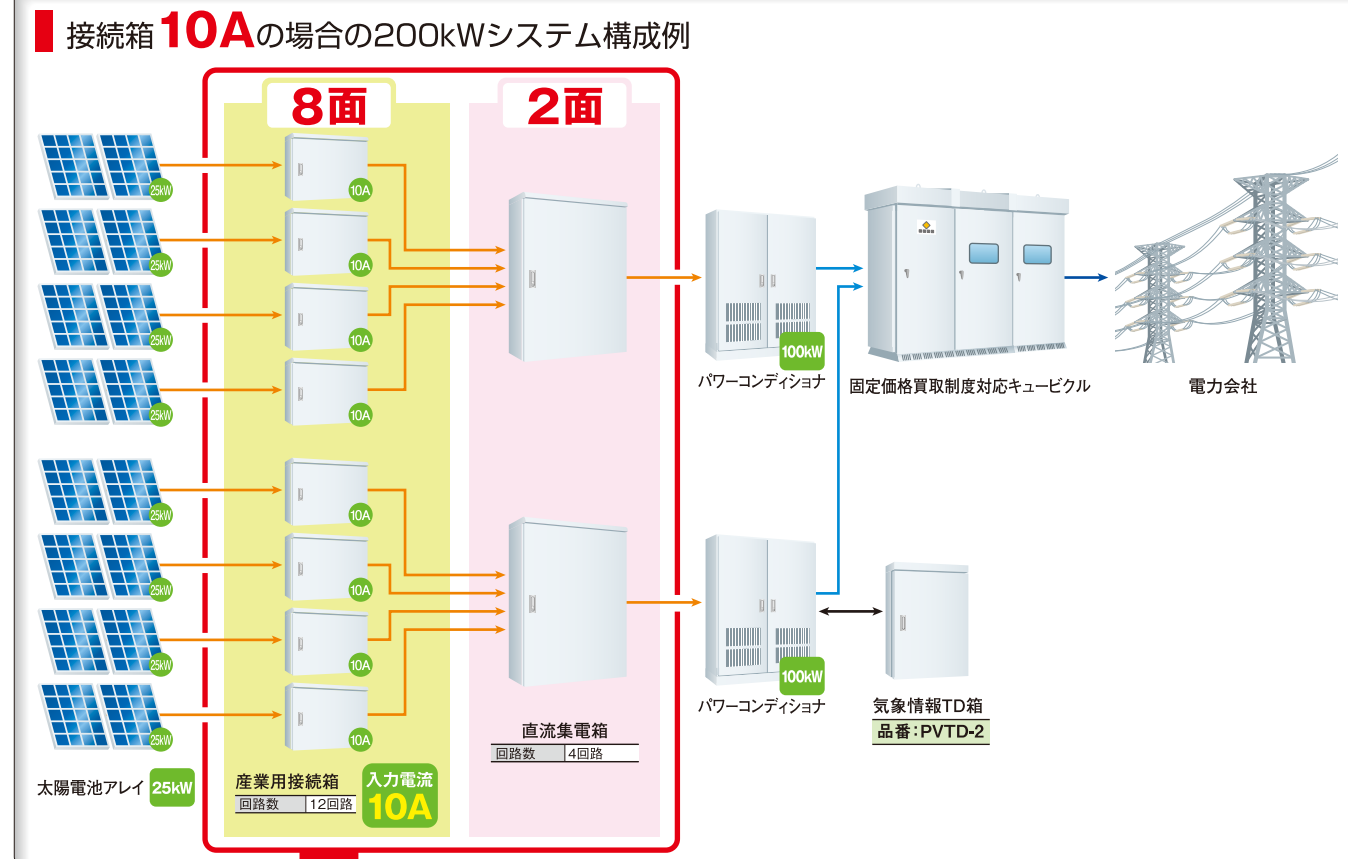 接続箱10Aの場合の200kWシステム構成例
8面
2面
25kW
10A
25kW
10A
25kW
10A
25kW
10A
100kW
パワーコンディショナ
固定価格買取制度対応キュービクル
電力会社
25kW
10A
25kW
10A
25kW
10A
25kW
10A
100kW
パワーコンディショナ
気象情報TD箱
品番：PVTD-2
直流集電箱
回路数 4回路
太陽電池アレイ 25kW
産業用接続箱
回路数 12回路
入力電流
10A